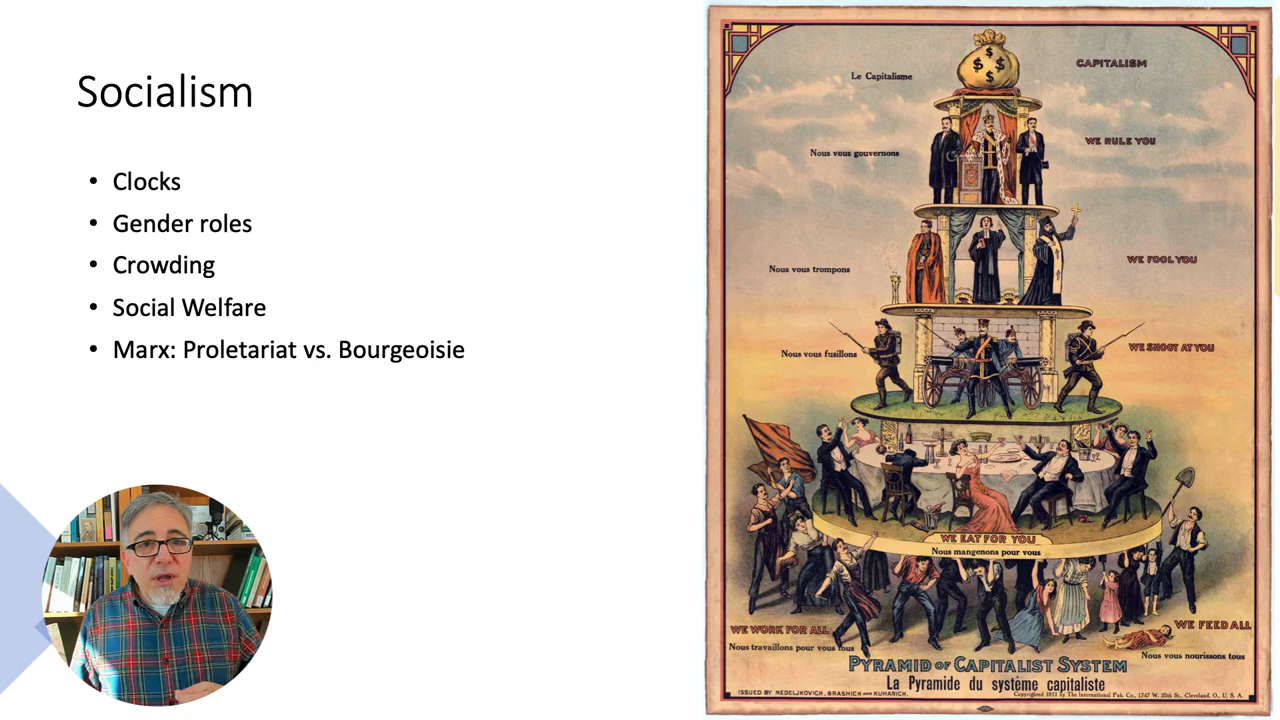 Socialism
• Clocks
• Gender roles
• Crowding
• Social Welfare
• Marx: Proletariat vs. Bourgeoisie
$ $ $ $
Le Capitalisme
CAPITALISM
Nous vous gouvernons
WE RULE YOU
Nous vous trompons
WE FOOL YOU
Nous vous fusillons
WE SHOOT AT YOU
WE EAT FOR YOU
Nous mangenons pour vous
WE WORK FOR ALL
WE FEED ALL
Nous travaillons pour vous tous
Nous vous nourissons tous
PYRAMID OF CAPITALIST SYSTEM
La Pyramide du système capitaliste
ISSUED BY NEDELJKOVICH, BRASHICH AND KUHARICH.
Copyrighted 1911 by The International Pub. Co., 1747 W. 25th St., Cleveland, O., U. S. A.